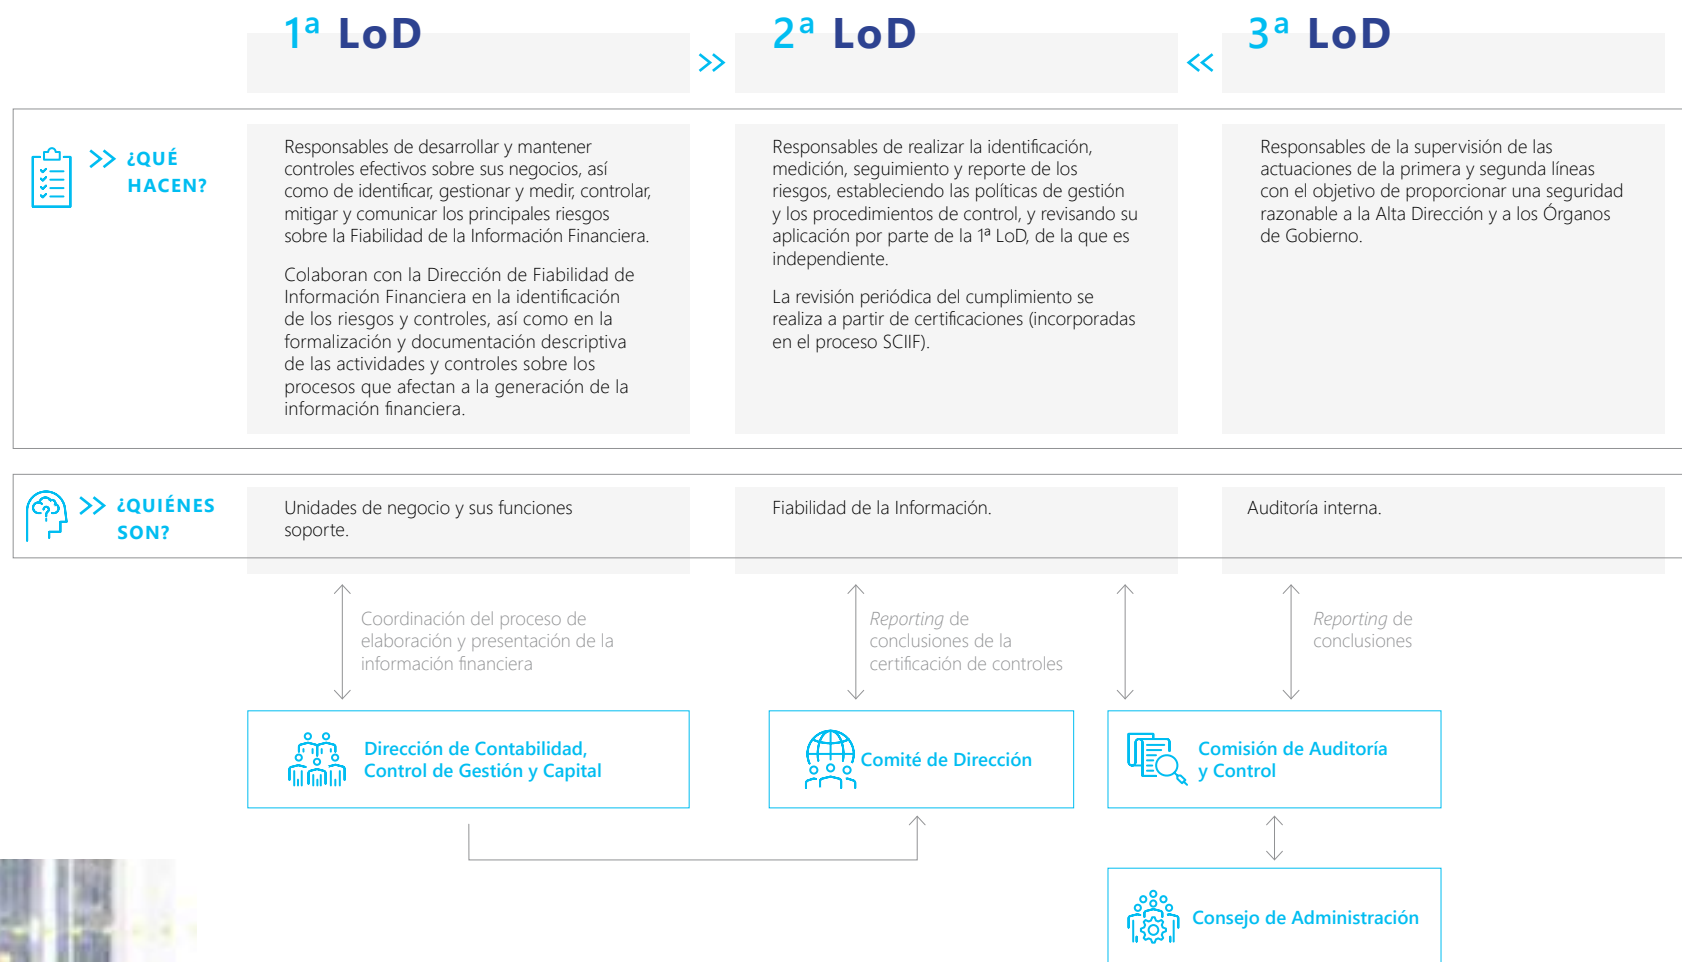 1ª LoD
2ª LoD
3ª LoD
¿QUÉ
HACEN?
Responsables de desarrollar y mantener
controles efectivos sobre sus negocios, así
como de identificar, gestionar y medir, controlar,
mitigar y comunicar los principales riesgos
sobre la Fiabilidad de la Información Financiera.
Colaboran con la Dirección de Fiabilidad de
Información Financiera en la identificación
de los riesgos y controles, así como en la
formalización y documentación descriptiva
de las actividades y controles sobre los
procesos que afectan a la generación de la
información financiera.
Responsables de realizar la identificación,
medición, seguimiento y reporte de los
riesgos, estableciendo las políticas de gestión
y los procedimientos de control, y revisando su
aplicación por parte de la 1ª LoD, de la que es
independiente.
La revisión periódica del cumplimiento se
realiza a partir de certificaciones (incorporadas
en el proceso SCIIF).
Responsables de la supervisión de las
actuaciones de la primera y segunda líneas
con el objetivo de proporcionar una seguridad
razonable a la Alta Dirección y a los Órganos
de Gobierno.
¿QUIÉNES
SON?
Unidades de negocio y sus funciones
soporte.
Fiabilidad de la Información.
Auditoría interna.
Coordinación del proceso de
elaboración y presentación de la
información financiera
Reporting de
conclusiones de la
certificación de controles
Reporting de
conclusiones
Dirección de Contabilidad,
Control de Gestión y Capital
Comité de Dirección
Comisión de Auditoría
y Control
Consejo de Administración